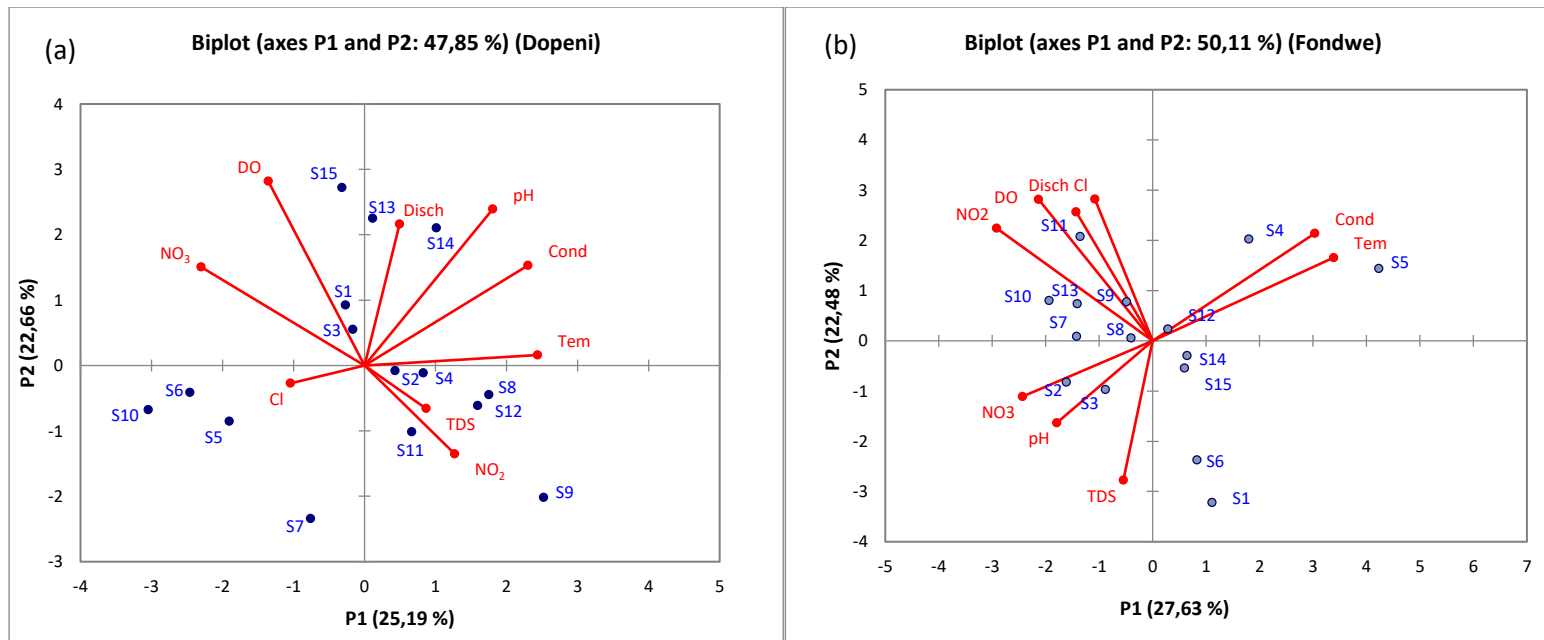 (a)
Biplot (axes P1 and P2: 47,85 %) (Dopeni)
4
3
2
1
0
-1
-2
-3
-4 -3 -2 -1 0 1 2 3 4 5
P2 (22,66 %)
P1 (25,19 %)
DO
S15
pH
S13
Disch
S14
NO₃
Cond
S1
S3
Tem
S2
S4
S6
Cl
S8
S10
S12
S5
TDS
S11
NO₂
S9
S7
(b)
Biplot (axes P1 and P2: 50,11 %) (Fondwe)
5
4
3
2
1
0
-1
-2
-3
-4
-5 -4 -3 -2 -1 0 1 2 3 4 5 6 7
P2 (22,48 %)
P1 (27,63 %)
Disch Cl
DO
NO2
S11
S4
Cond
Tem
S5
S10
S13
S9
S7
S8
S12
S14
S2
S3
S15
NO3
pH
S6
TDS
S1